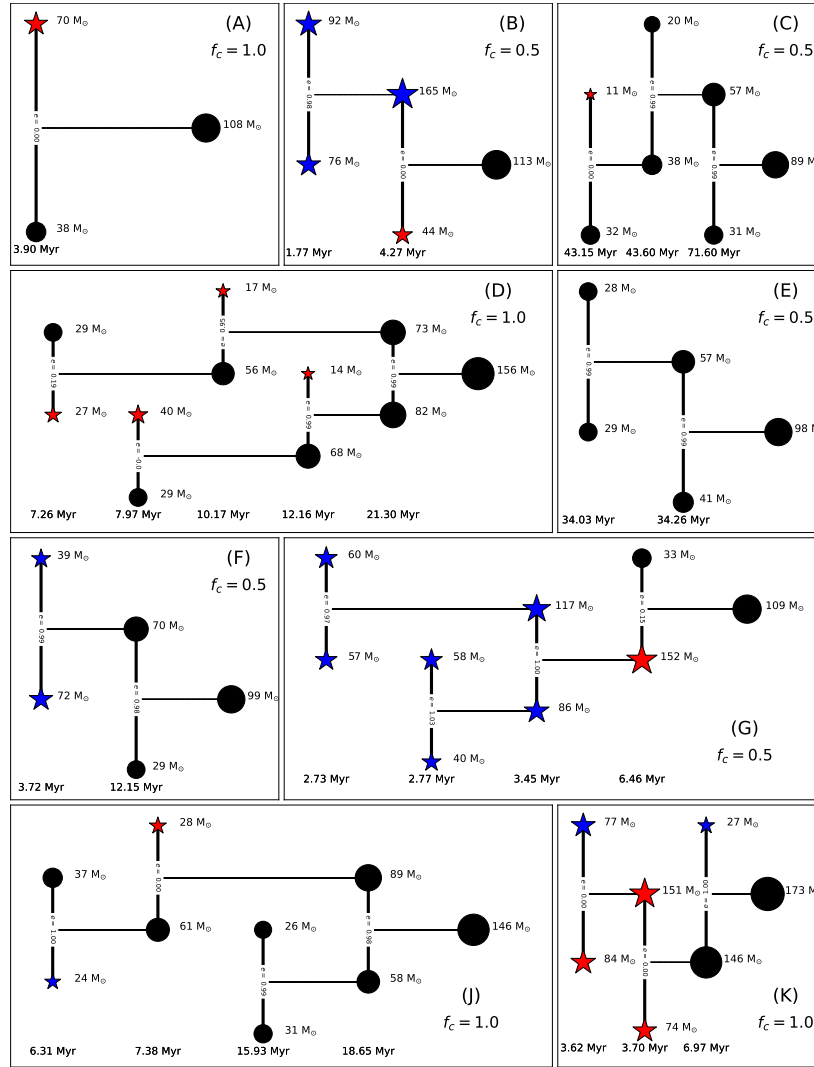 (A)
f_c = 1.0
70 M⊙
e = 0.00
108 M⊙
38 M⊙
3.90 Myr
(B)
f_c = 0.5
92 M⊙
e = 0.98
165 M⊙
76 M⊙
e = 0.00
113 M⊙
44 M⊙
1.77 Myr
4.27 Myr
(C)
f_c = 0.5
20 M⊙
11 M⊙
e = 0.99
57 M⊙
e = 0.00
38 M⊙
e = 0.99
89 M
32 M⊙
31 M⊙
43.15 Myr
43.60 Myr
71.60 Myr
(D)
f_c = 1.0
17 M⊙
29 M⊙
e = 0.95
73 M⊙
e = 0.19
56 M⊙
14 M⊙
e = 0.99
156 M⊙
27 M⊙
40 M⊙
e = 0.99
82 M⊙
e = -0.0
68 M⊙
29 M⊙
7.26 Myr
7.97 Myr
10.17 Myr
12.16 Myr
21.30 Myr
(E)
f_c = 0.5
28 M⊙
e = 0.99
57 M⊙
29 M⊙
e = 0.99
98 M
41 M⊙
34.03 Myr
34.26 Myr
(F)
f_c = 0.5
39 M⊙
e = 0.99
70 M⊙
72 M⊙
e = 0.98
99 M⊙
29 M⊙
3.72 Myr
12.15 Myr
60 M⊙
33 M⊙
e = 0.97
117 M⊙
e = 0.15
109 M⊙
57 M⊙
58 M⊙
e = 1.00
152 M⊙
e = 1.03
86 M⊙
40 M⊙
(G)
f_c = 0.5
2.73 Myr
2.77 Myr
3.45 Myr
6.46 Myr
28 M⊙
37 M⊙
e = 0.00
89 M⊙
e = 1.00
61 M⊙
26 M⊙
e = 0.98
146 M⊙
24 M⊙
e = 0.99
58 M⊙
31 M⊙
(J)
f_c = 1.0
6.31 Myr
7.38 Myr
15.93 Myr
18.65 Myr
77 M⊙
27 M⊙
e = 0.00
151 M⊙
e = 1.00
173 M
84 M⊙
e = 0.00
146 M⊙
74 M⊙
(K)
f_c = 1.0
3.62 Myr
3.70 Myr
6.97 Myr